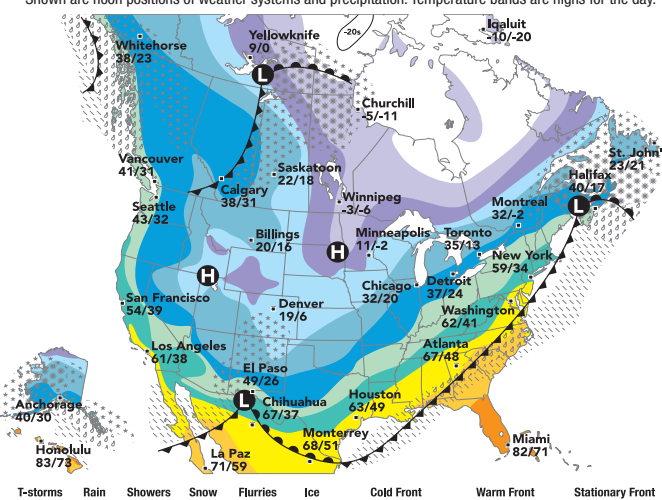 Shown are noon positions of weather systems and precipitation. Temperature bands are highs for the day.
Whitehorse
38/23
Yellowknife
9/0
-20s
Iqaluit
-10/-20
L
Churchill
-5/-11
Vancouver
41/31
Seattle
43/32
Calgary
38/31
Saskatoon
22/18
Winnipeg
-3/-6
St. John'
23/21
Halifax
40/17
L
Montreal
32/-2
Billings
20/16
H
Minneapolis
11/-2
Toronto
35/13
New York
59/34
H
San Francisco
54/39
Denver
19/6
Chicago
32/20
Detroit
37/24
Washington
62/41
Los Angeles
61/38
El Paso
49/26
Atlanta
67/48
L
Chihuahua
67/37
Houston
63/49
Anchorage
40/30
Honolulu
83/73
La Paz
71/59
Monterrey
68/51
Miami
82/71
T-storms Rain Showers Snow Flurries Ice Cold Front Warm Front Stationary Front